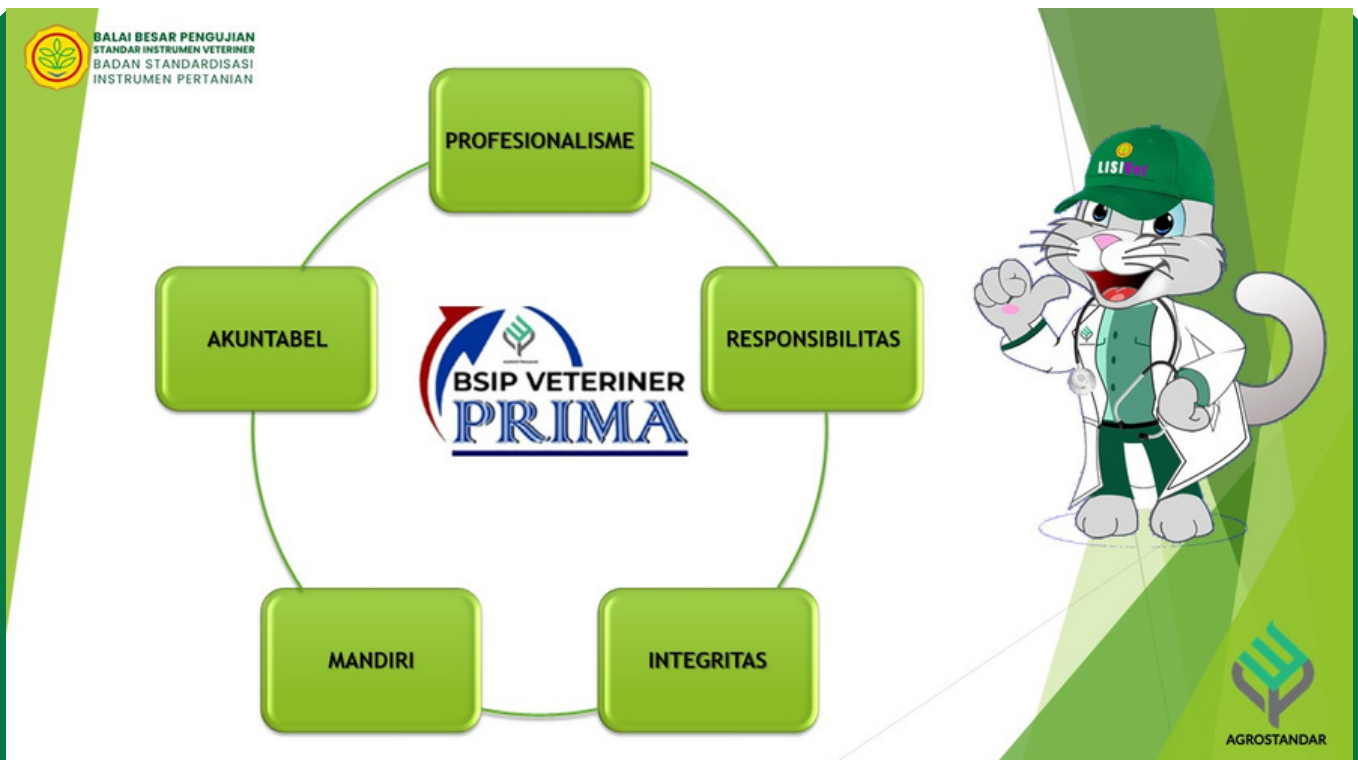 BALAI BESAR PENGUJIAN
STANDAR INSTRUMEN VETERINER
BADAN STANDARDISASI
INSTRUMEN PERTANIAN
PROFESIONALISME
LISIVet
AKUNTABEL
RESPONSIBILITAS
AGROSTANDAR
BSIP VETERINER
PRIMA
MANDIRI
INTEGRITAS
AGROSTANDAR